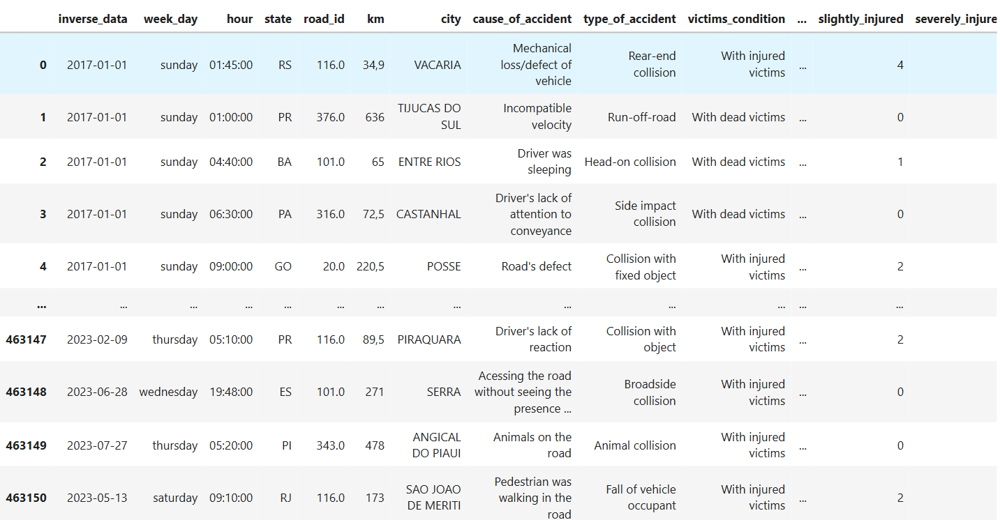 inverse_data week_day hour state road_id km city cause_of_accident type_of_accident victims_condition ... slightly_injured severely_injure
0 2017-01-01 sunday 01:45:00 RS 116.0 34,9 VACARIA Mechanical loss/defect of vehicle Rear-end collision With injured victims ... 4
1 2017-01-01 sunday 01:00:00 PR 376.0 636 TIJUCAS DO SUL Incompatible velocity Run-off-road With dead victims ... 0
2 2017-01-01 sunday 04:40:00 BA 101.0 65 ENTRE RIOS Driver was sleeping Head-on collision With dead victims ... 1
3 2017-01-01 sunday 06:30:00 PA 316.0 72,5 CASTANHAL Driver's lack of attention to conveyance Side impact collision With dead victims ... 0
4 2017-01-01 sunday 09:00:00 GO 20.0 220,5 POSSE Road's defect Collision with fixed object With injured victims ... 2
... ... ... ... ... ... ... ... ... ... ... ... ...
463147 2023-02-09 thursday 05:10:00 PR 116.0 89,5 PIRAQUARA Driver's lack of reaction Collision with object With injured victims ... 2
463148 2023-06-28 wednesday 19:48:00 ES 101.0 271 SERRA Acessing the road without seeing the presence ... Broadside collision With injured victims ... 0
463149 2023-07-27 thursday 05:20:00 PI 343.0 478 ANGICAL DO PIAUI Animals on the road Animal collision With injured victims ... 0
463150 2023-05-13 saturday 09:10:00 RJ 116.0 173 SAO JOAO DE MERITI Pedestrian was walking in the road Fall of vehicle occupant With injured victims ... 2